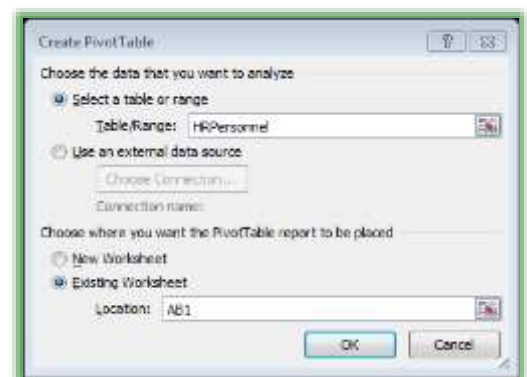 Create PivotTable
Choose the data that you want to analyze
Select a table or range
Table/Range: HRPersonnel
Use an external data source
Choose Connection...
Connection name:
Choose where you want the PivotTable report to be placed
New Worksheet
Existing Worksheet
Location: AB1
OK Cancel